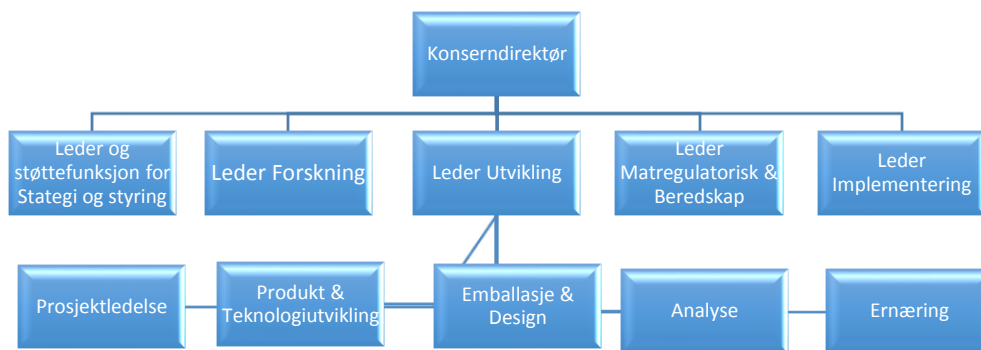 Konserndirektør
Leder og
støttefunksjon for
Stategi og styring
Leder Forskning
Leder Utvikling
Leder
Matregulatorisk &
Beredskap
Leder
Implementering
Prosjektledelse
Produkt &
Teknologiutvikling
Emballasje &
Design
Analyse
Ernæring